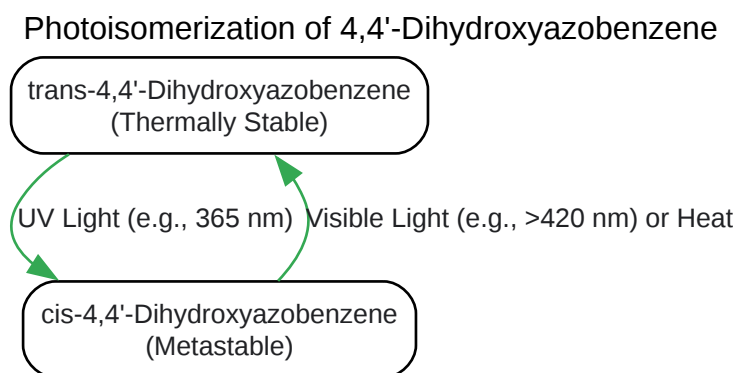 Photoisomerization of 4,4'-Dihydroxyazobenzene
trans-4,4'-Dihydroxyazobenzene
(Thermally Stable)
UV Light (e.g., 365 nm)
Visible Light (e.g., >420 nm) or Heat
cis-4,4'-Dihydroxyazobenzene
(Metastable)